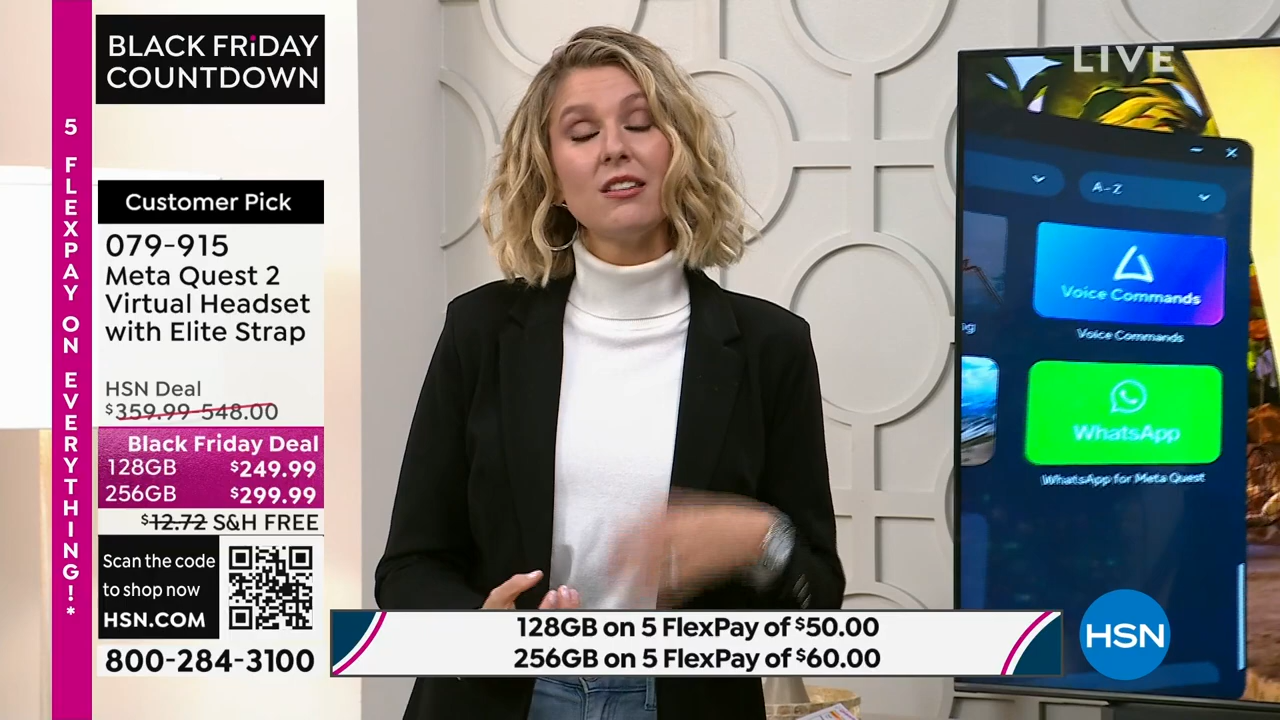 BLACK FRiDAY
COUNTDOWN
5 FLEXPAY ON EVERYTHING!*
Customer Pick
079-915
Meta Quest 2
Virtual Headset
with Elite Strap
HSN Deal
$359.99-548.00
Black Friday Deal
128GB $249.99
256GB $299.99
$12.72 S&H FREE
Scan the code
to shop now
HSN.COM
800-284-3100
128GB on 5 FlexPay of $50.00
256GB on 5 FlexPay of $60.00
HSN
LIVE
A-Z
Voice Commands
Voice Commands
WhatsApp
WhatsApp for Meta Quest